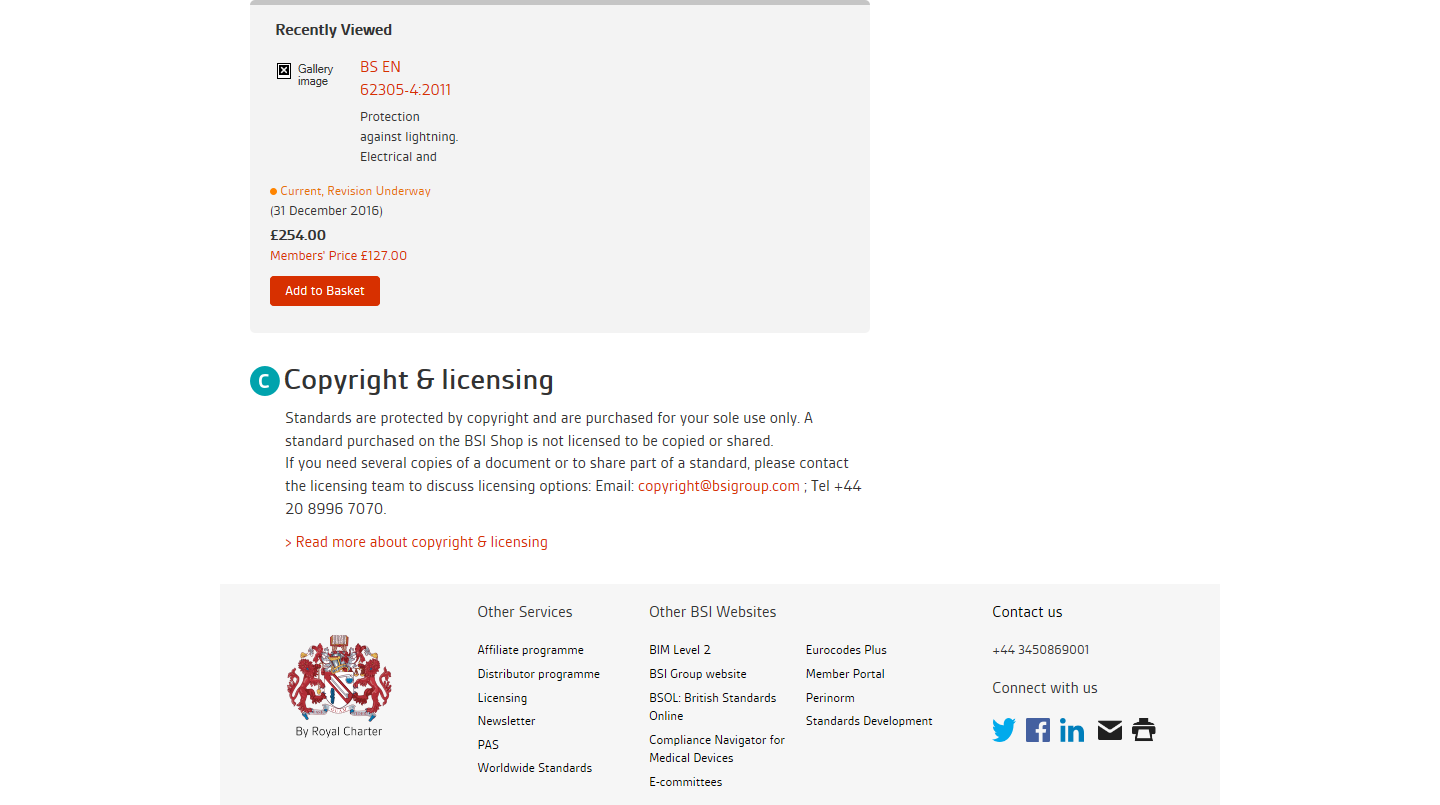 Recently Viewed
Gallery
image
BS EN
62305-4:2011
Protection
against lightning.
Electrical and
Current, Revision Underway
(31 December 2016)
£254.00
Members' Price £127.00
Add to Basket
C Copyright & licensing
Standards are protected by copyright and are purchased for your sole use only. A
standard purchased on the BSI Shop is not licensed to be copied or shared.
If you need several copies of a document or to share part of a standard, please contact
the licensing team to discuss licensing options: Email: copyright@bsigroup.com ; Tel +44
20 8996 7070.
> Read more about copyright & licensing
By Royal Charter
Other Services
Affiliate programme
Distributor programme
Licensing
Newsletter
PAS
Worldwide Standards
Other BSI Websites
BIM Level 2
BSI Group website
BSOL: British Standards
Online
Compliance Navigator for
Medical Devices
E-committees
Eurocodes Plus
Member Portal
Perinorm
Standards Development
Contact us
+44 3450869001
Connect with us